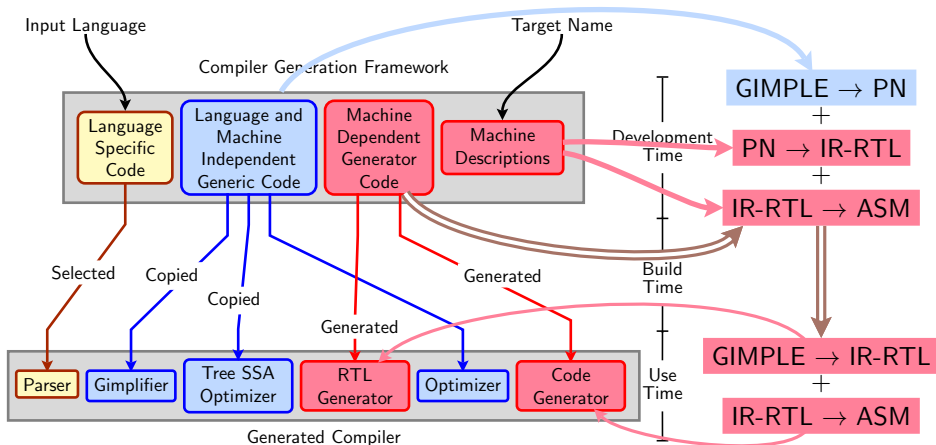 Input Language
Target Name
Compiler Generation Framework
Language
Specific
Code
Language and
Machine
Independent
Generic Code
Machine
Dependent
Generator
Code
Machine
Descriptions
Development
Time
GIMPLE → PN
+
PN → IR-RTL
+
IR-RTL → ASM
Selected
Copied
Copied
Generated
Generated
Build
Time
Parser
Gimplifier
Tree SSA
Optimizer
RTL
Generator
Optimizer
Code
Generator
Use
Time
GIMPLE → IR-RTL
+
IR-RTL → ASM
Generated Compiler